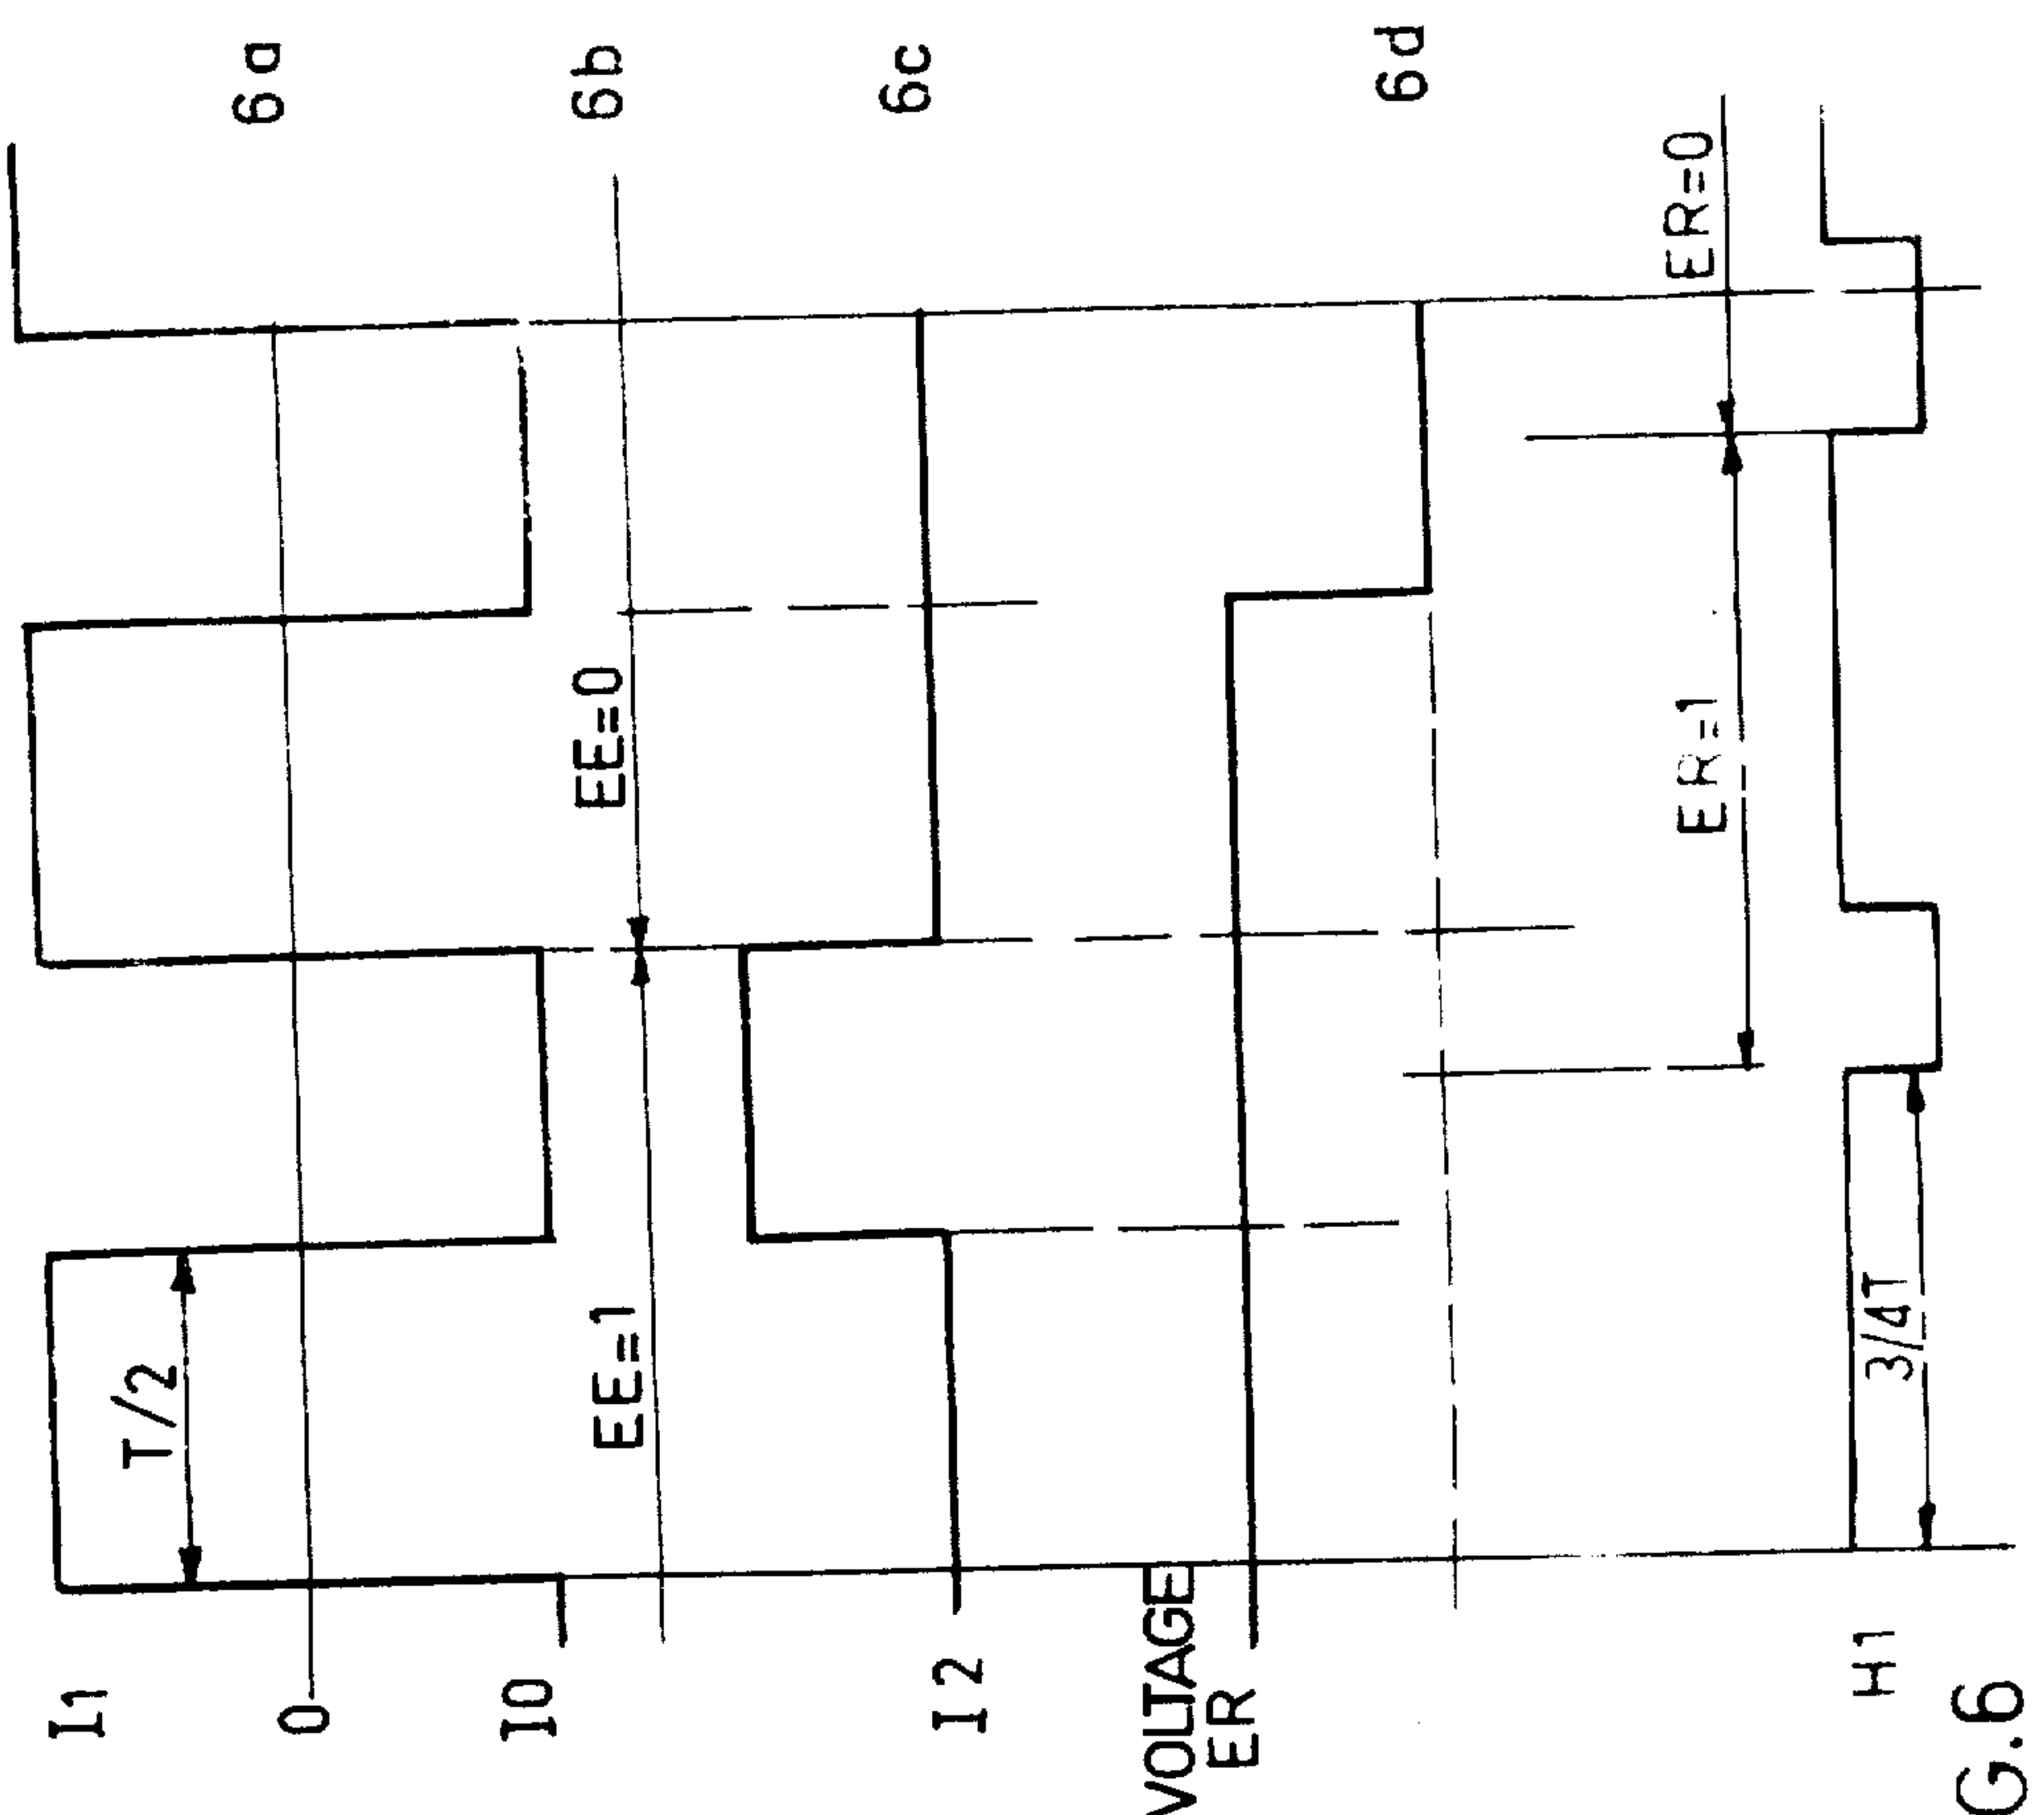 I1
T/2
6a
0
I0
EE=1
EE=0
6b
I2
6c
VOLTAGE
ER
6d
ER=1
ER=0
H1
3/4T
G.6